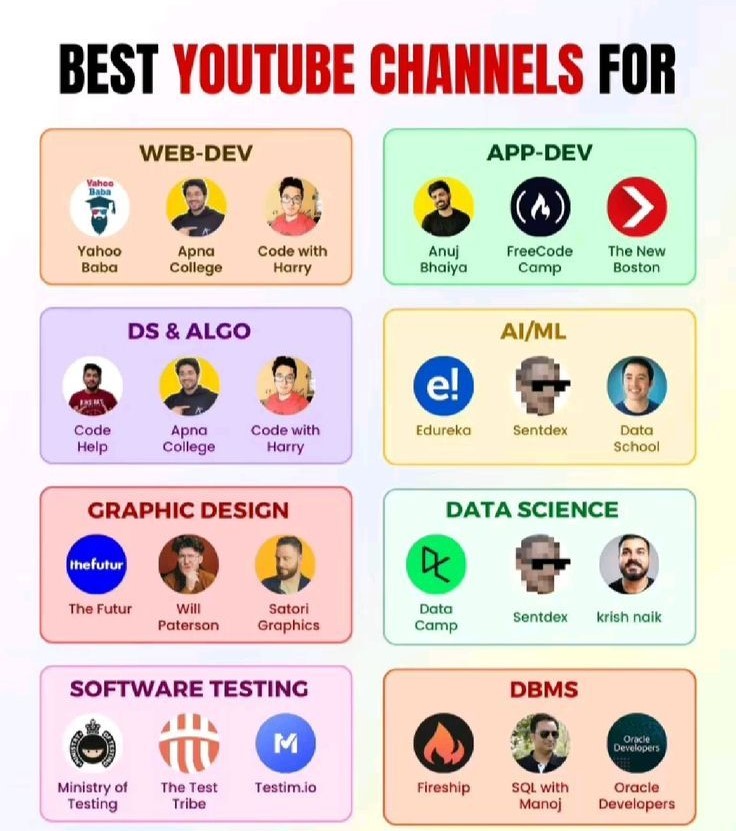 BEST YOUTUBE CHANNELS FOR
WEB-DEV
Yahoo
Baba
Yahoo
Baba
Apna
College
Code with
Harry
APP-DEV
Anuj
Bhaiya
FreeCode
Camp
The New
Boston
DS & ALGO
Code
Help
Apna
College
Code with
Harry
AI/ML
e!
Edureka
Sentdex
Data
School
GRAPHIC DESIGN
thefutur
The Futur
Will
Paterson
Satori
Graphics
DATA SCIENCE
Data
Camp
Sentdex
krish naik
SOFTWARE TESTING
Ministry of
Testing
The Test
Tribe
Testim.io
DBMS
Fireship
SQL with
Manoj
Oracle
Developers
Oracle
Developers